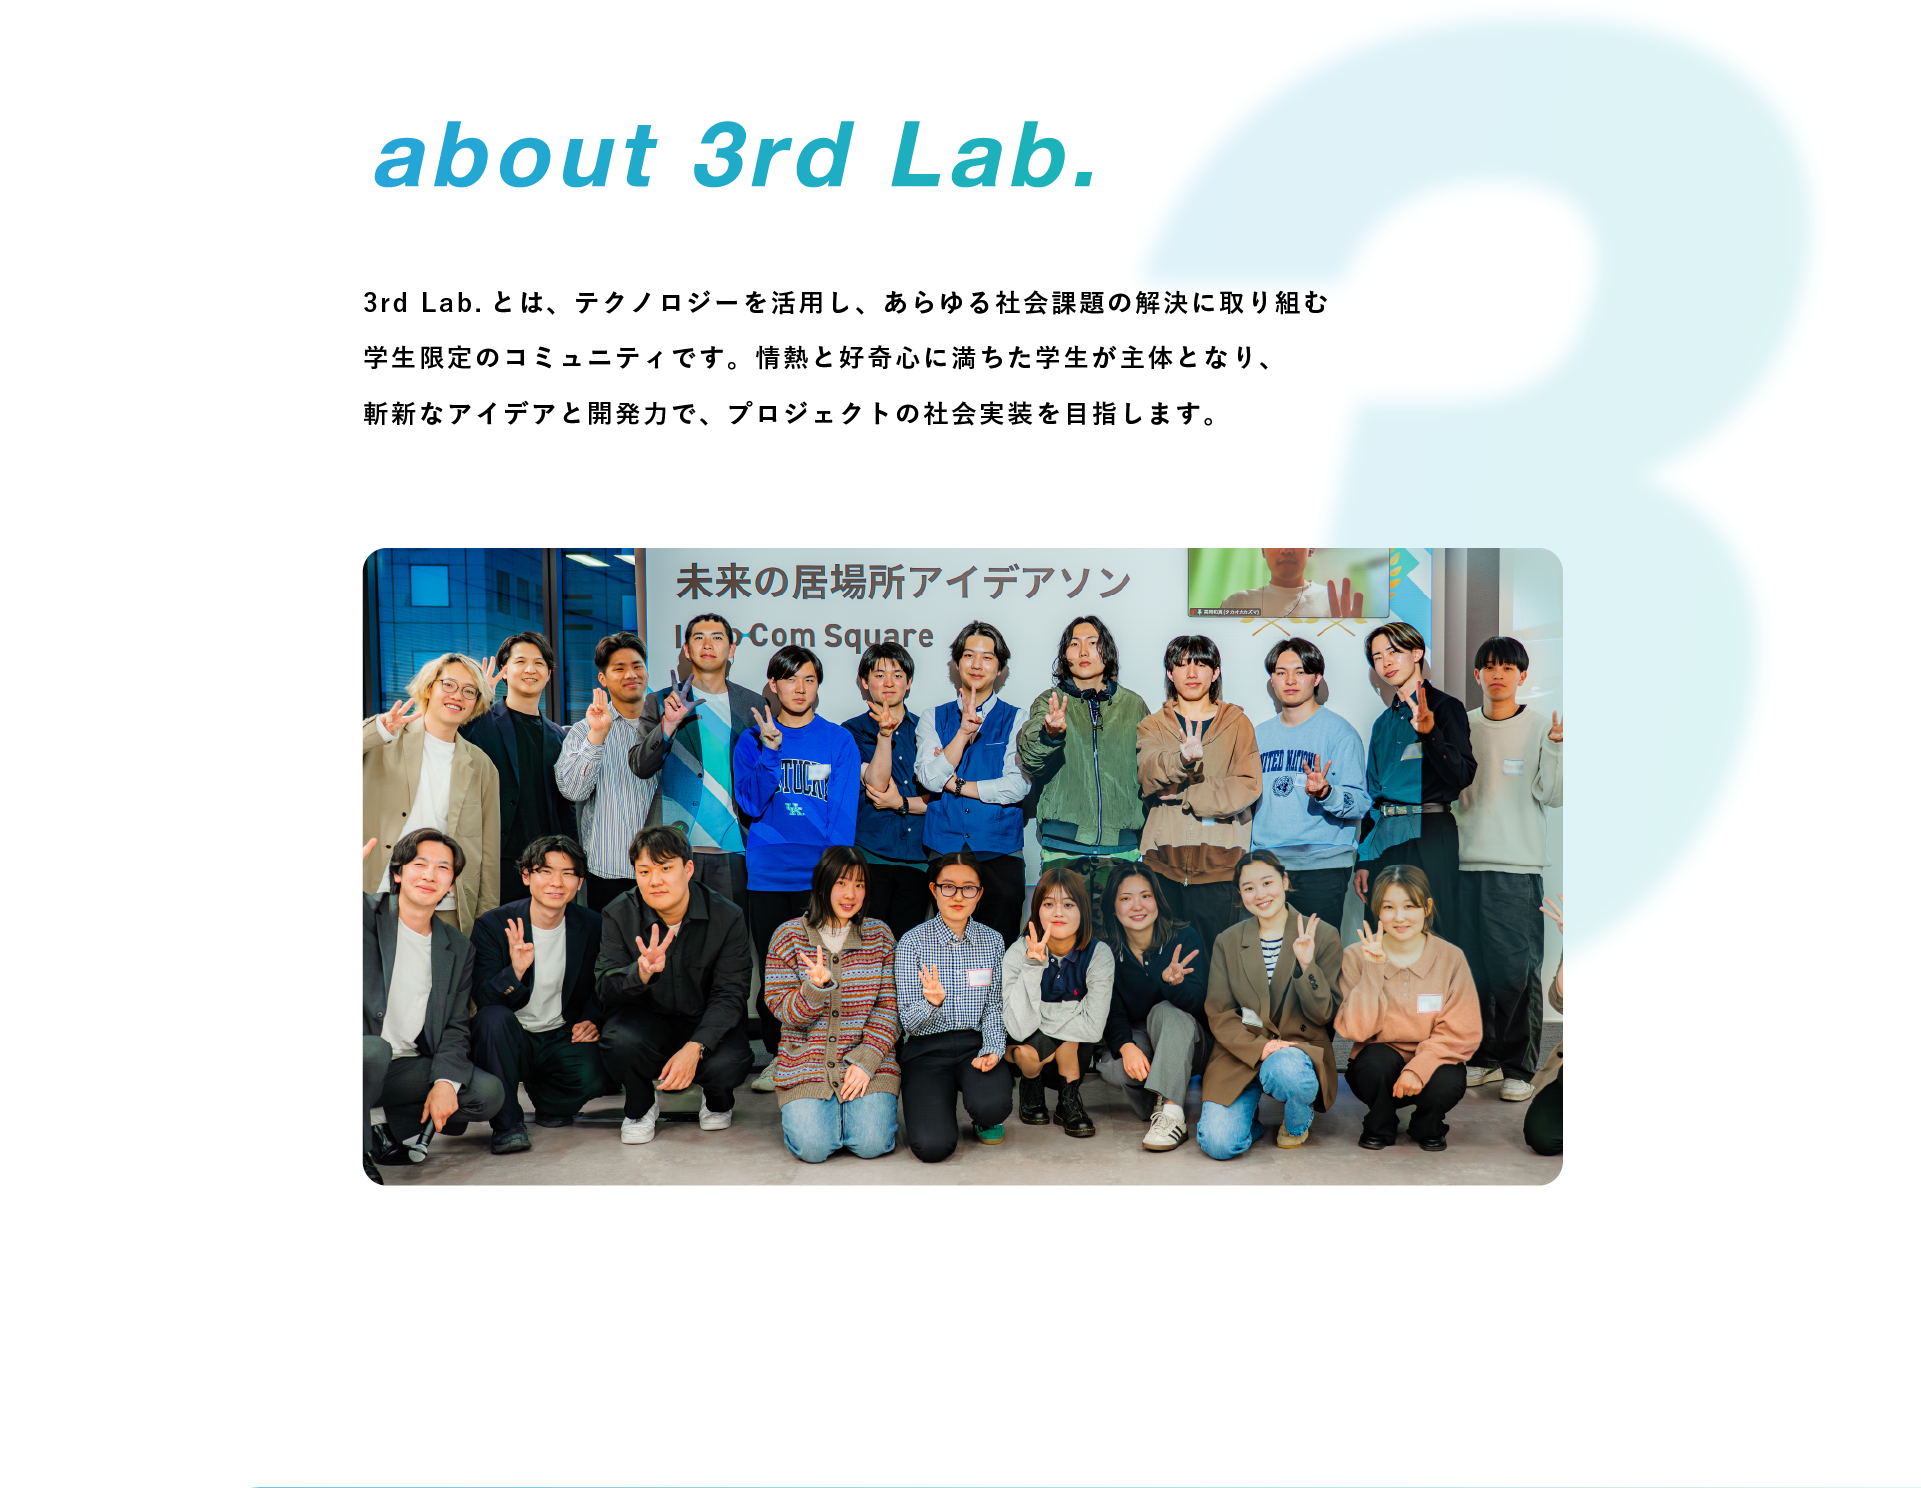 about 3rd Lab.
3rd Lab. とは、テクノロジーを活用し、あらゆる社会課題の解決に取り組む
学生限定のコミュニティです。情熱と好奇心に満ちた学生が主体となり、
斬新なアイデアと開発力で、プロジェクトの社会実装を目指します。
3
未来の居場所アイデアソン
Com Square